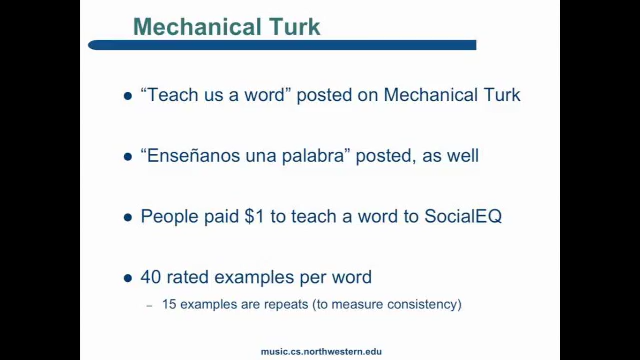 Mechanical Turk
● "Teach us a word" posted on Mechanical Turk
● "Enseñanos una palabra" posted, as well
● People paid $1 to teach a word to SocialEQ
● 40 rated examples per word
– 15 examples are repeats (to measure consistency)
music.cs.northwestern.edu